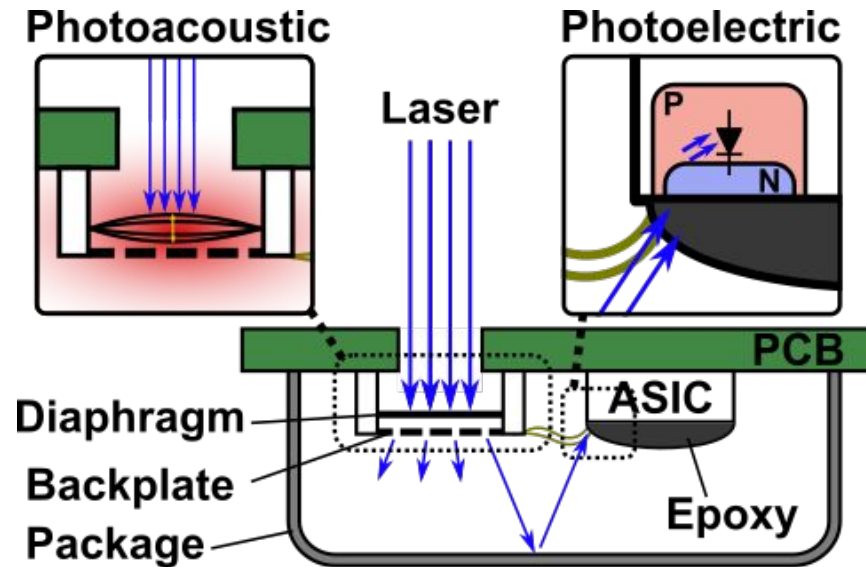 Photoacoustic
Photoelectric
Laser
P
N
PCB
ASIC
Diaphragm
Backplate
Package
Epoxy